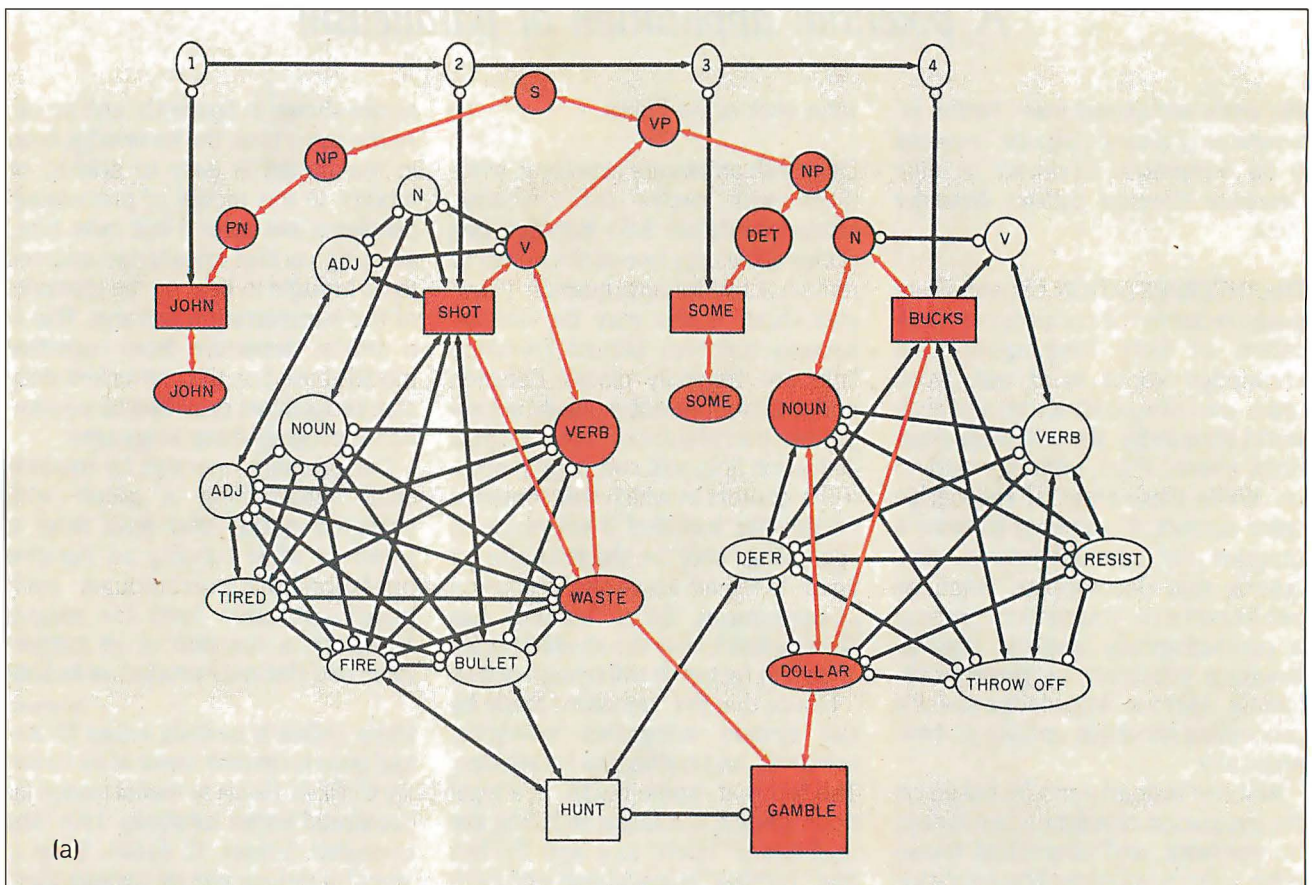 1 2 3 4
S
VP
NP NP
N
PN V DET N V
ADJ
JOHN SHOT SOME BUCKS
JOHN SOME
NOUN VERB NOUN VERB
ADJ
DEER RESIST
TIRED WASTE
FIRE BULLET DOLLAR THROW OFF
HUNT GAMBLE
(a)